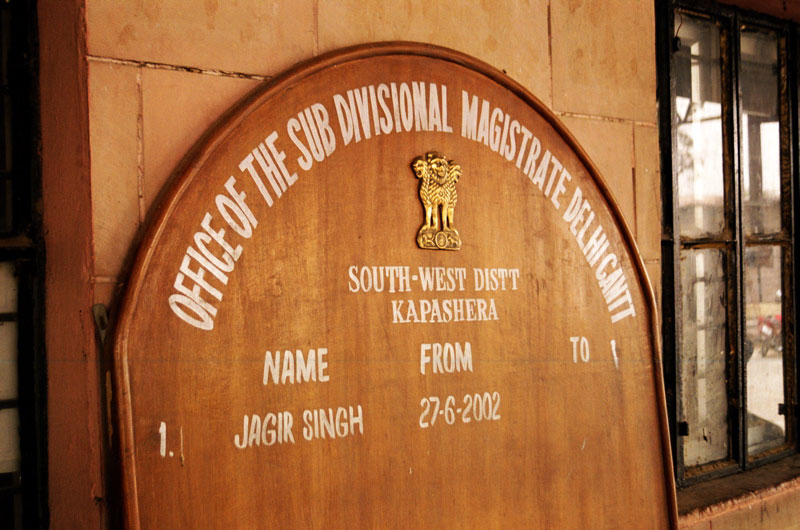 OFFICE OF THE SUB DIVISIONAL MAGISTRATE DELHI CANTT
SOUTH-WEST DISTT
KAPASHERA
NAME FROM TO
1. JAGIR SINGH 27-6-2002